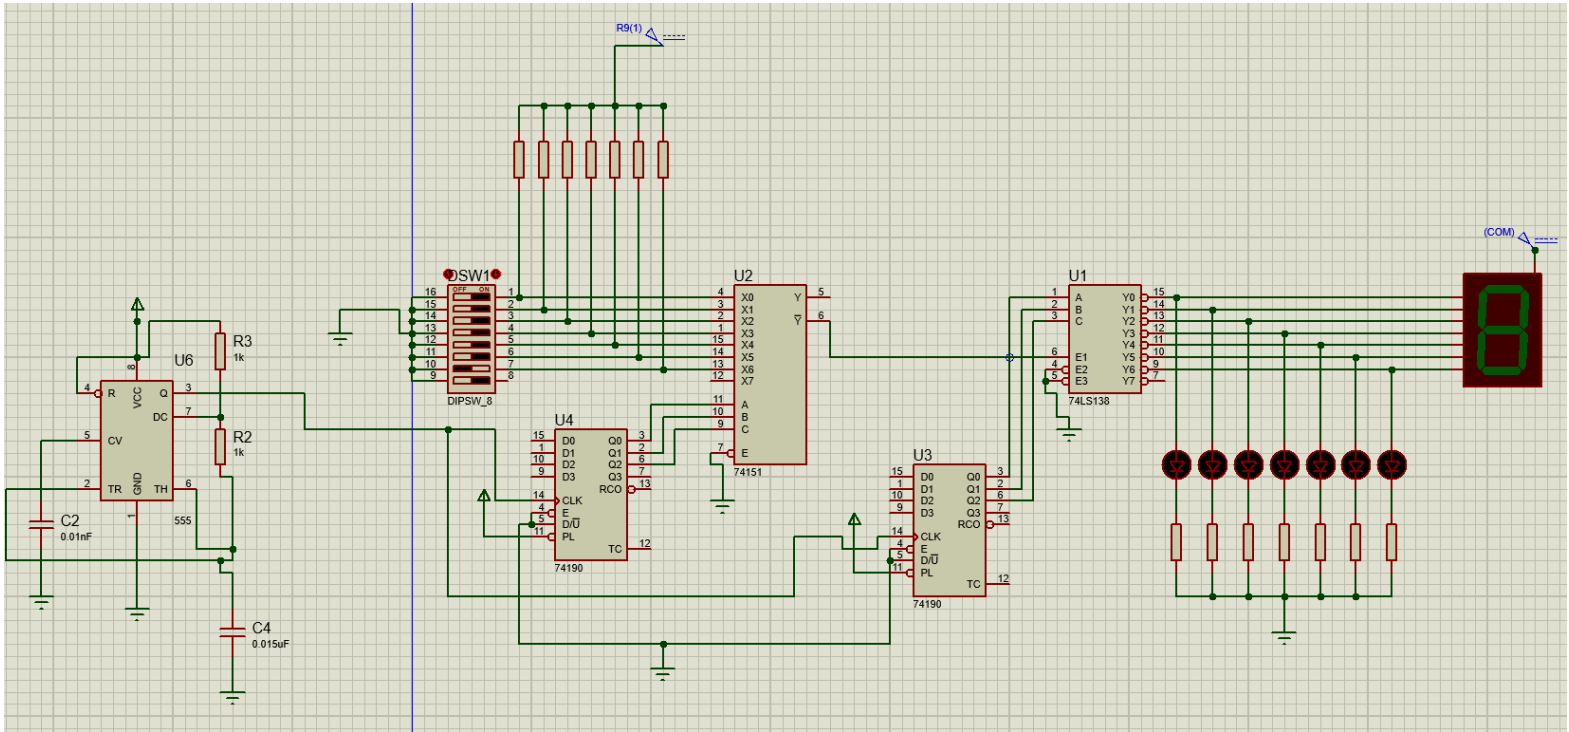 R9(1)
(COM)
DSW1
OFF ON
16 1
15 2
14 3
13 4
12 5
11 6
10 7
9 8
DIPSW_8
U2
4 X0 Y 5
3 X1
2 X2 Y 6
1 X3
15 X4
14 X5
13 X6
12 X7
11 A
10 B
9 C
7 E
74151
U1
1 A Y0 15
2 B Y1 14
3 C Y2 13
Y3 12
Y4 11
6 E1 Y5 10
4 E2 Y6 9
5 E3 Y7 7
74LS138
R3
1k
R2
1k
U6
8
VCC
4 R Q 3
DC 7
5 CV
2 TR TH 6
GND
1
555
C2
0.01nF
C4
0.015uF
U4
15 D0 Q0 3
1 D1 Q1 2
10 D2 Q2 6
9 D3 Q3 7
RCO 13
14 CLK
4 E
5 D/U
11 PL
TC 12
74190
U3
15 D0 Q0 3
1 D1 Q1 2
10 D2 Q2 6
9 D3 Q3 7
RCO 13
14 CLK
4 E
5 D/U
11 PL
TC 12
74190